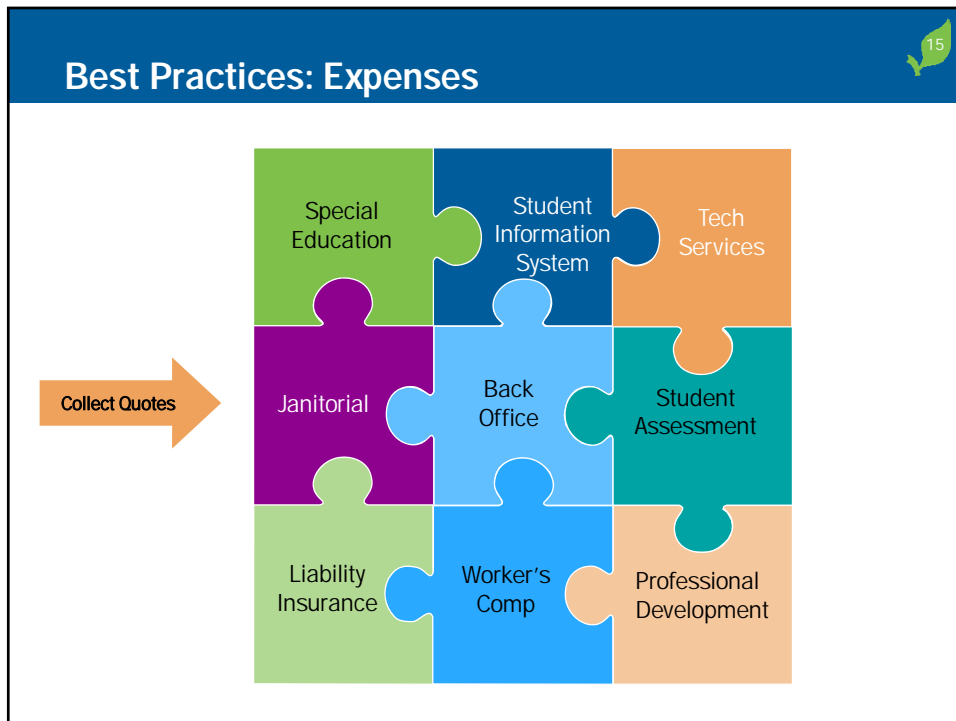 15
Best Practices: Expenses
Special
Education
Student
Information
System
Tech
Services
Collect Quotes
Janitorial
Back
Office
Student
Assessment
Liability
Insurance
Worker's
Comp
Professional
Development